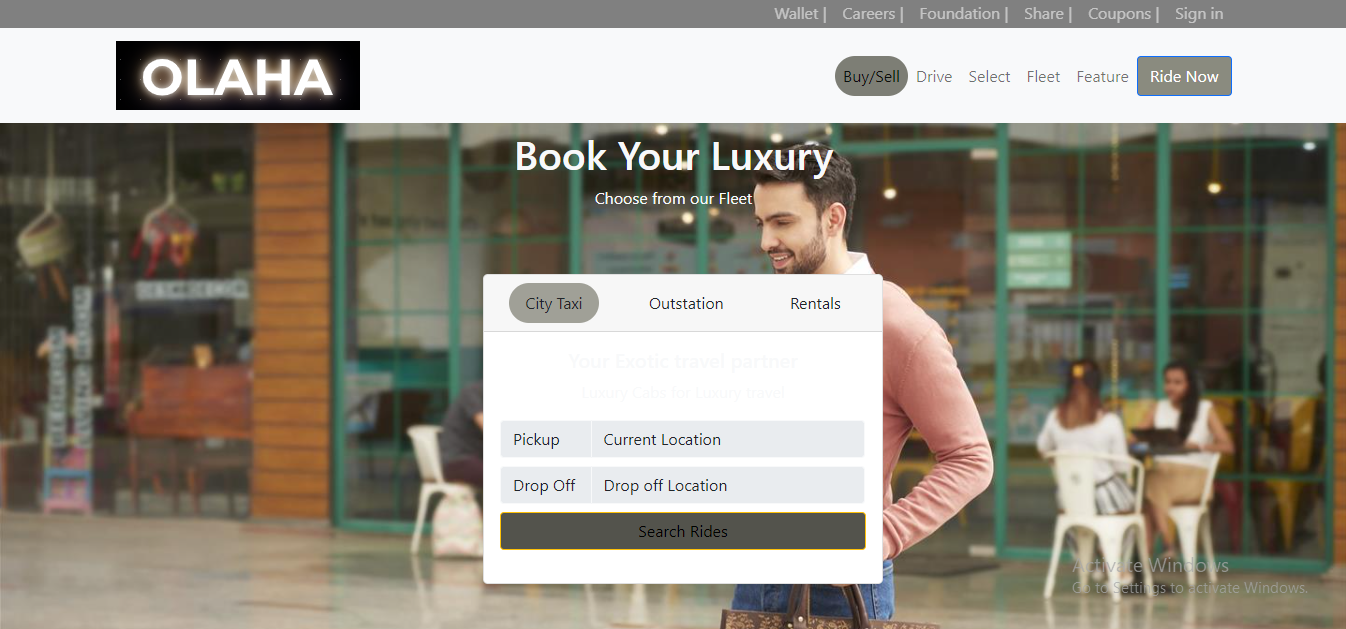 Wallet | Careers | Foundation | Share | Coupons | Sign in
OLAHA
Buy/Sell Drive Select Fleet Feature Ride Now
Book Your Luxury
Choose from our Fleet
City Taxi Outstation Rentals
Your Exotic travel partner
Luxury Cabs for Luxury travel
Pickup Current Location
Drop Off Drop off Location
Search Rides
Activate Windows
Go to Settings to activate Windows.